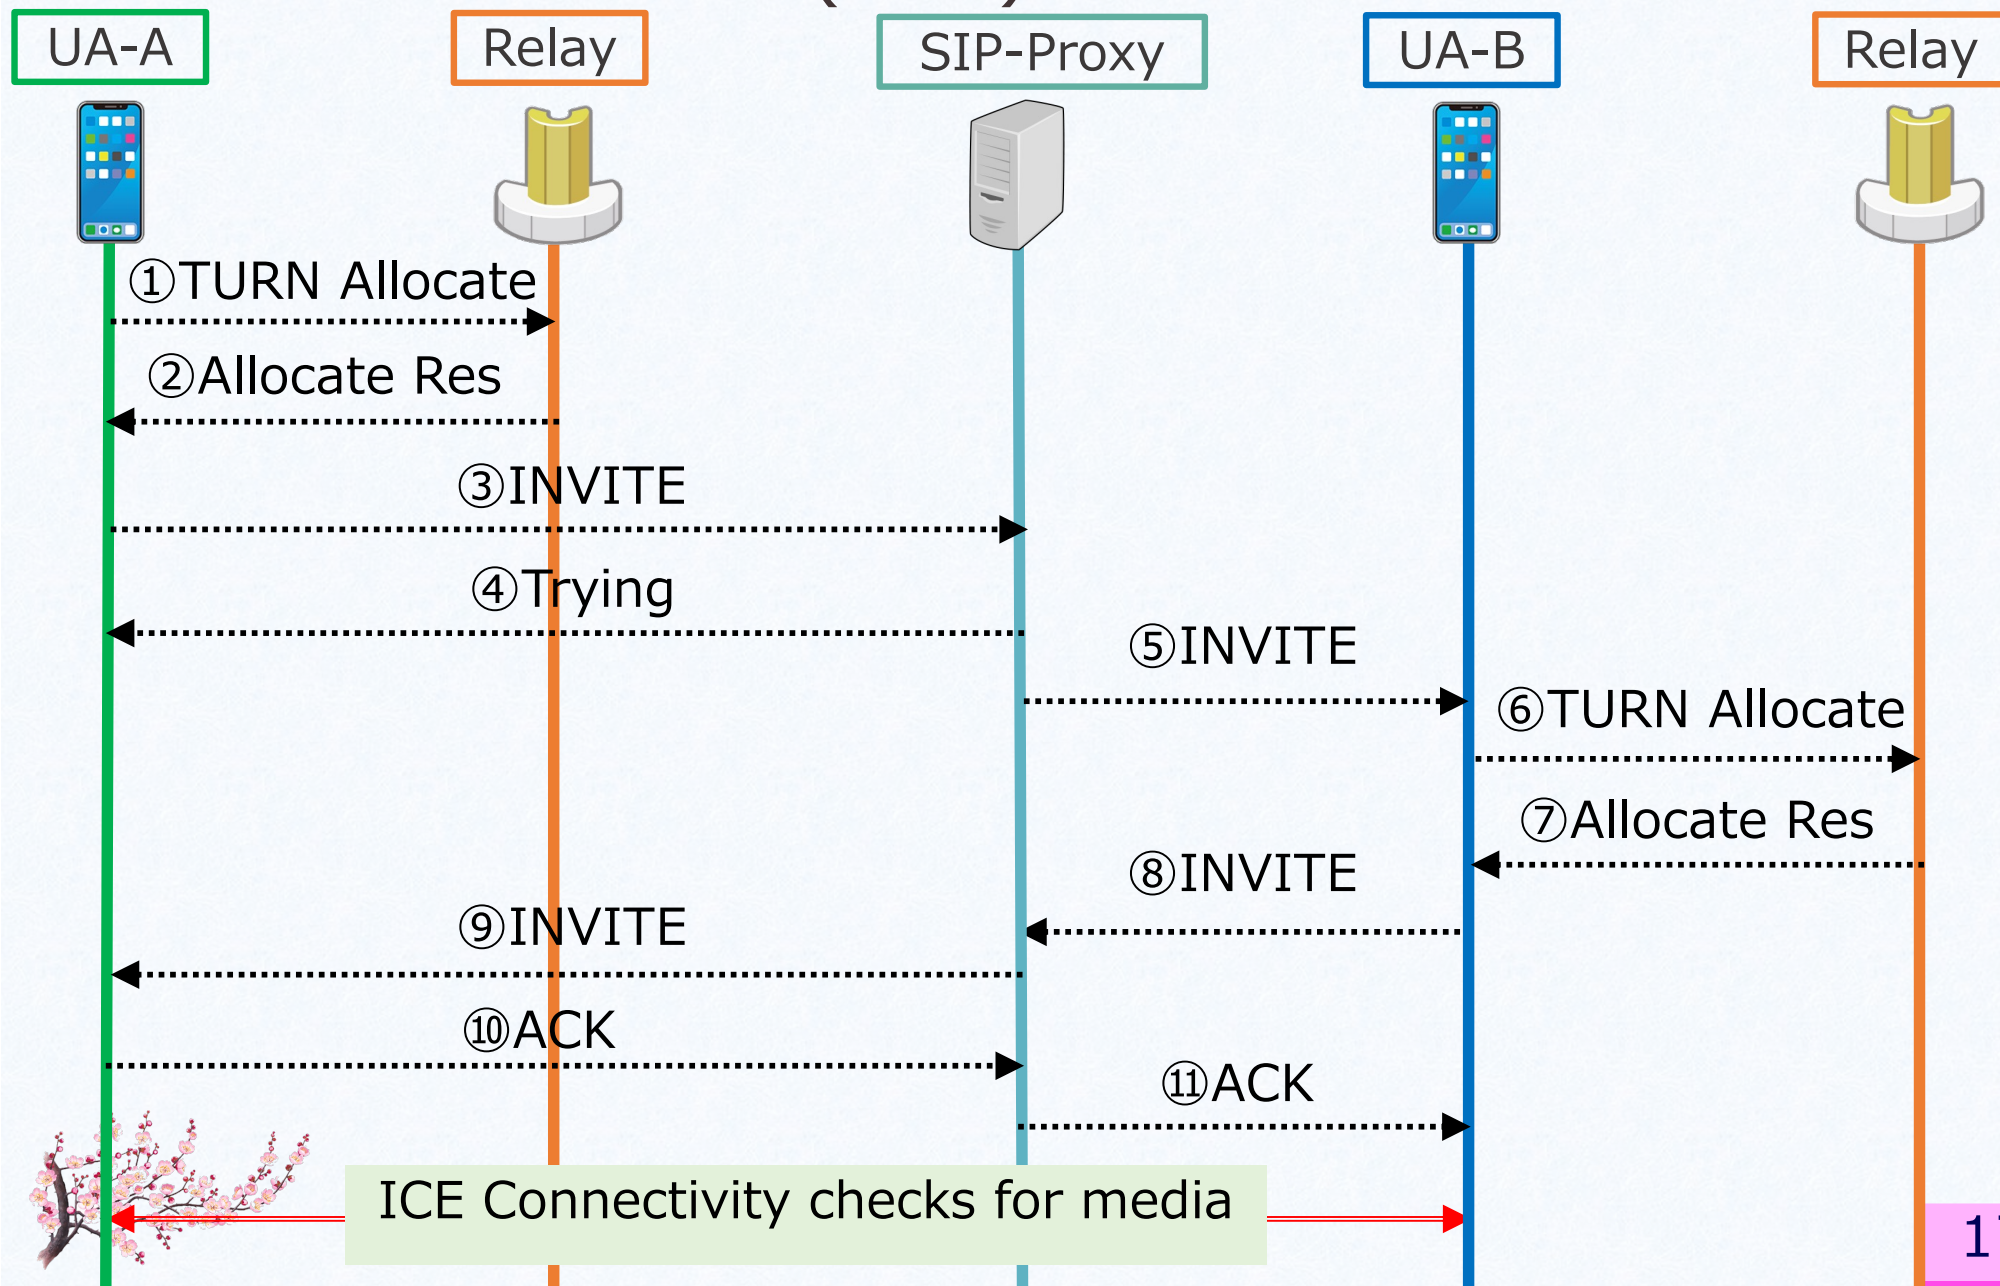 UA-A
Relay
SIP-Proxy
UA-B
Relay
①TURN Allocate
②Allocate Res
③INVITE
④Trying
⑤INVITE
⑥TURN Allocate
⑦Allocate Res
⑧INVITE
⑨INVITE
⑩ACK
⑪ACK
ICE Connectivity checks for media